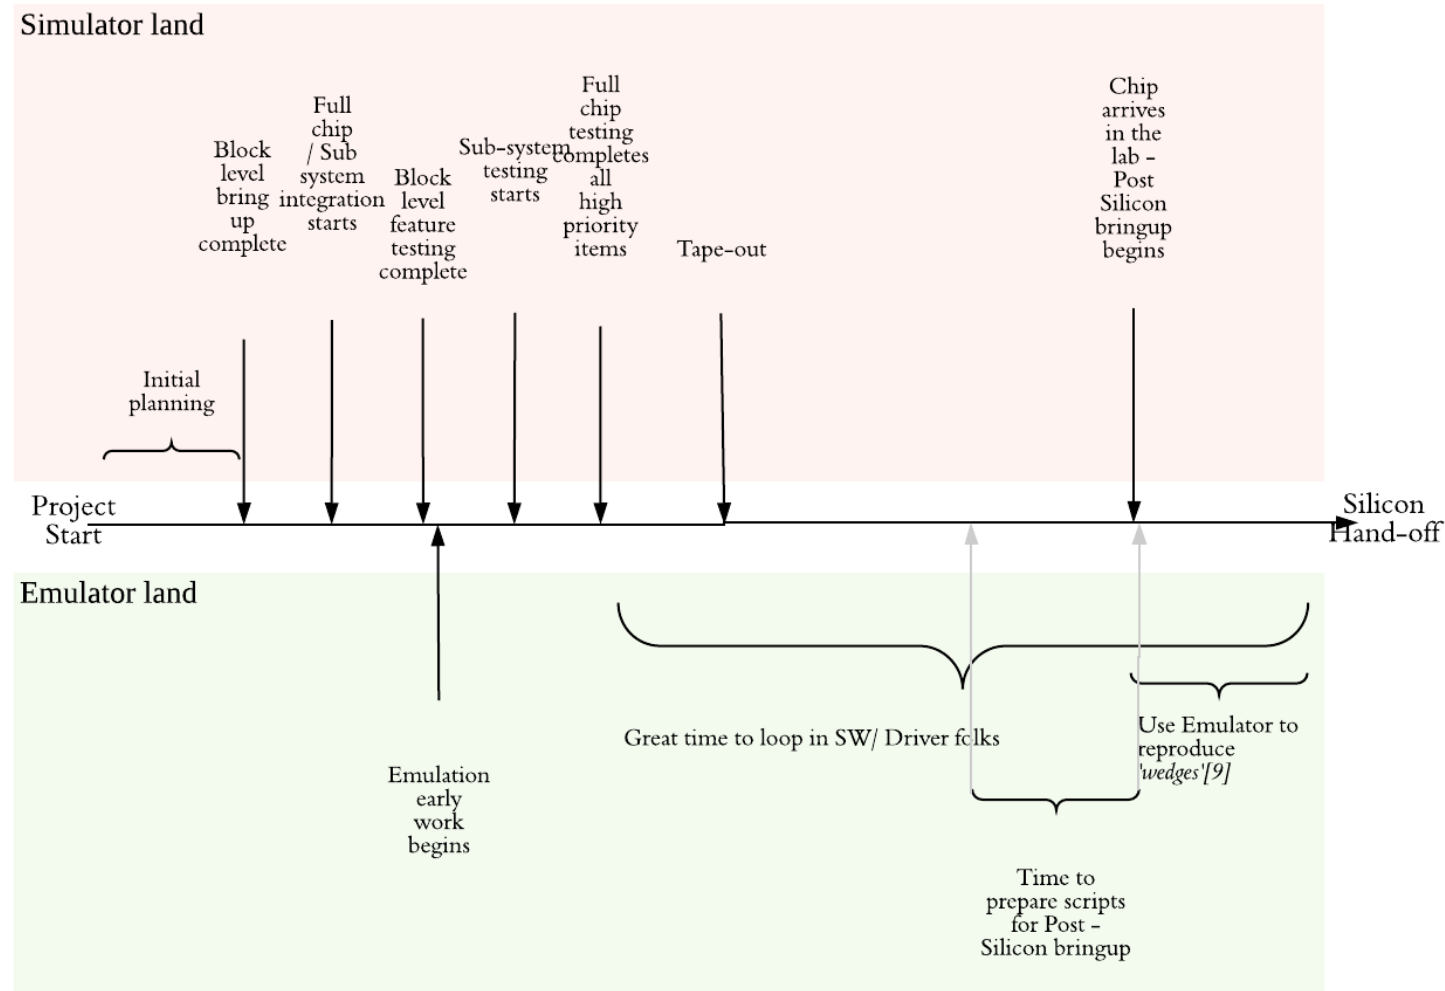 Simulator land
Initial
planning
Block
level
bring
up
complete
Full
chip
/ Sub
system
integration
starts
Block
level
feature
testing
complete
Sub-system
testing
starts
Full
chip
testing
completes
all
high
priority
items
Tape-out
Chip
arrives
in the
lab -
Post
Silicon
bringup
begins
Project
Start
Silicon
Hand-off
Emulator land
Emulation
early
work
begins
Great time to loop in SW/ Driver folks
Use Emulator to
reproduce
'wedges'[9]
Time to
prepare scripts
for Post -
Silicon bringup